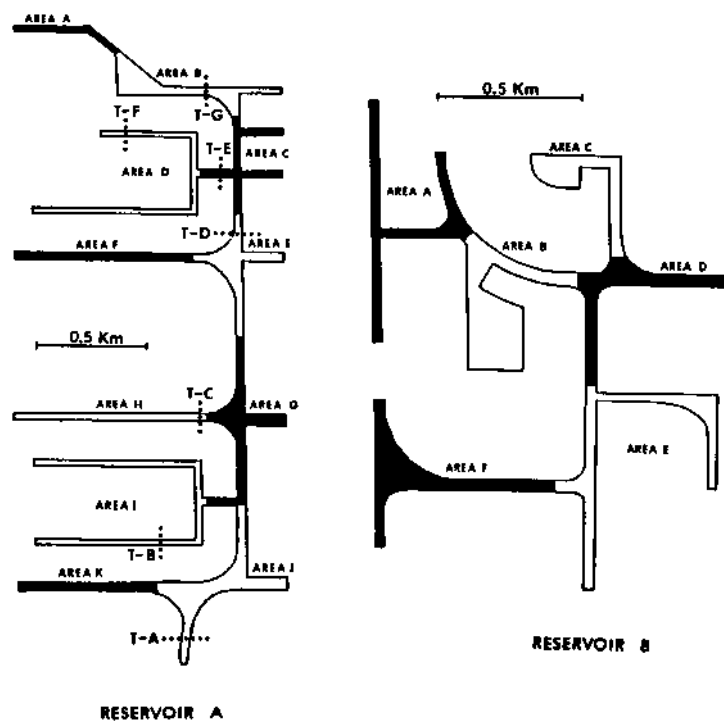 AREA A
AREA B
T-G
T-F
T-E
AREA C
AREA D
T-D
AREA E
AREA F
0.5 Km
T-C
AREA H
AREA G
AREA I
T-B
AREA K
AREA J
T-A
RESERVOIR A
0.5 Km
AREA C
AREA A
AREA B
AREA D
AREA E
AREA F
RESERVOIR B